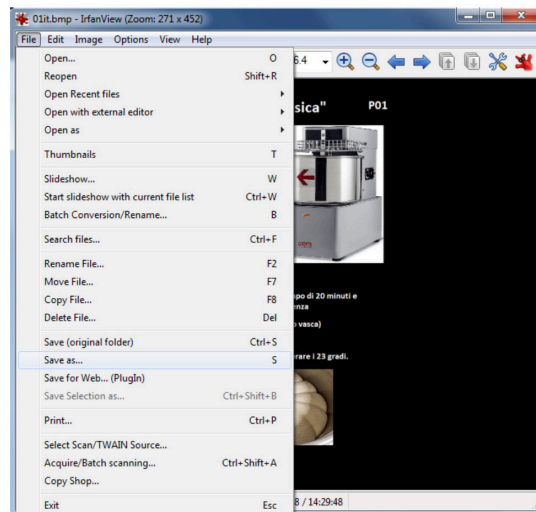 01it.bmp - IrfanView (Zoom: 271 x 452)
File Edit Image Options View Help
Open... O
Reopen Shift+R
Open Recent files
Open with external editor
Open as
Thumbnails T
Slideshow... W
Start slideshow with current file list Ctrl+W
Batch Conversion/Rename... B
Search files... Ctrl+F
Rename File... F2
Move File... F7
Copy File... F8
Delete File... Del
Save (original folder) Ctrl+S
Save as... S
Save for Web... (PlugIn)
Save Selection as... Ctrl+Shift+B
Print... Ctrl+P
Select Scan/TWAIN Source...
Acquire/Batch scanning... Ctrl+Shift+A
Copy Shop...
Exit Esc
6.4
sica" P01
po di 20 minuti e
nza
vasca)
rare i 23 gradi.
8 / 14:29:48